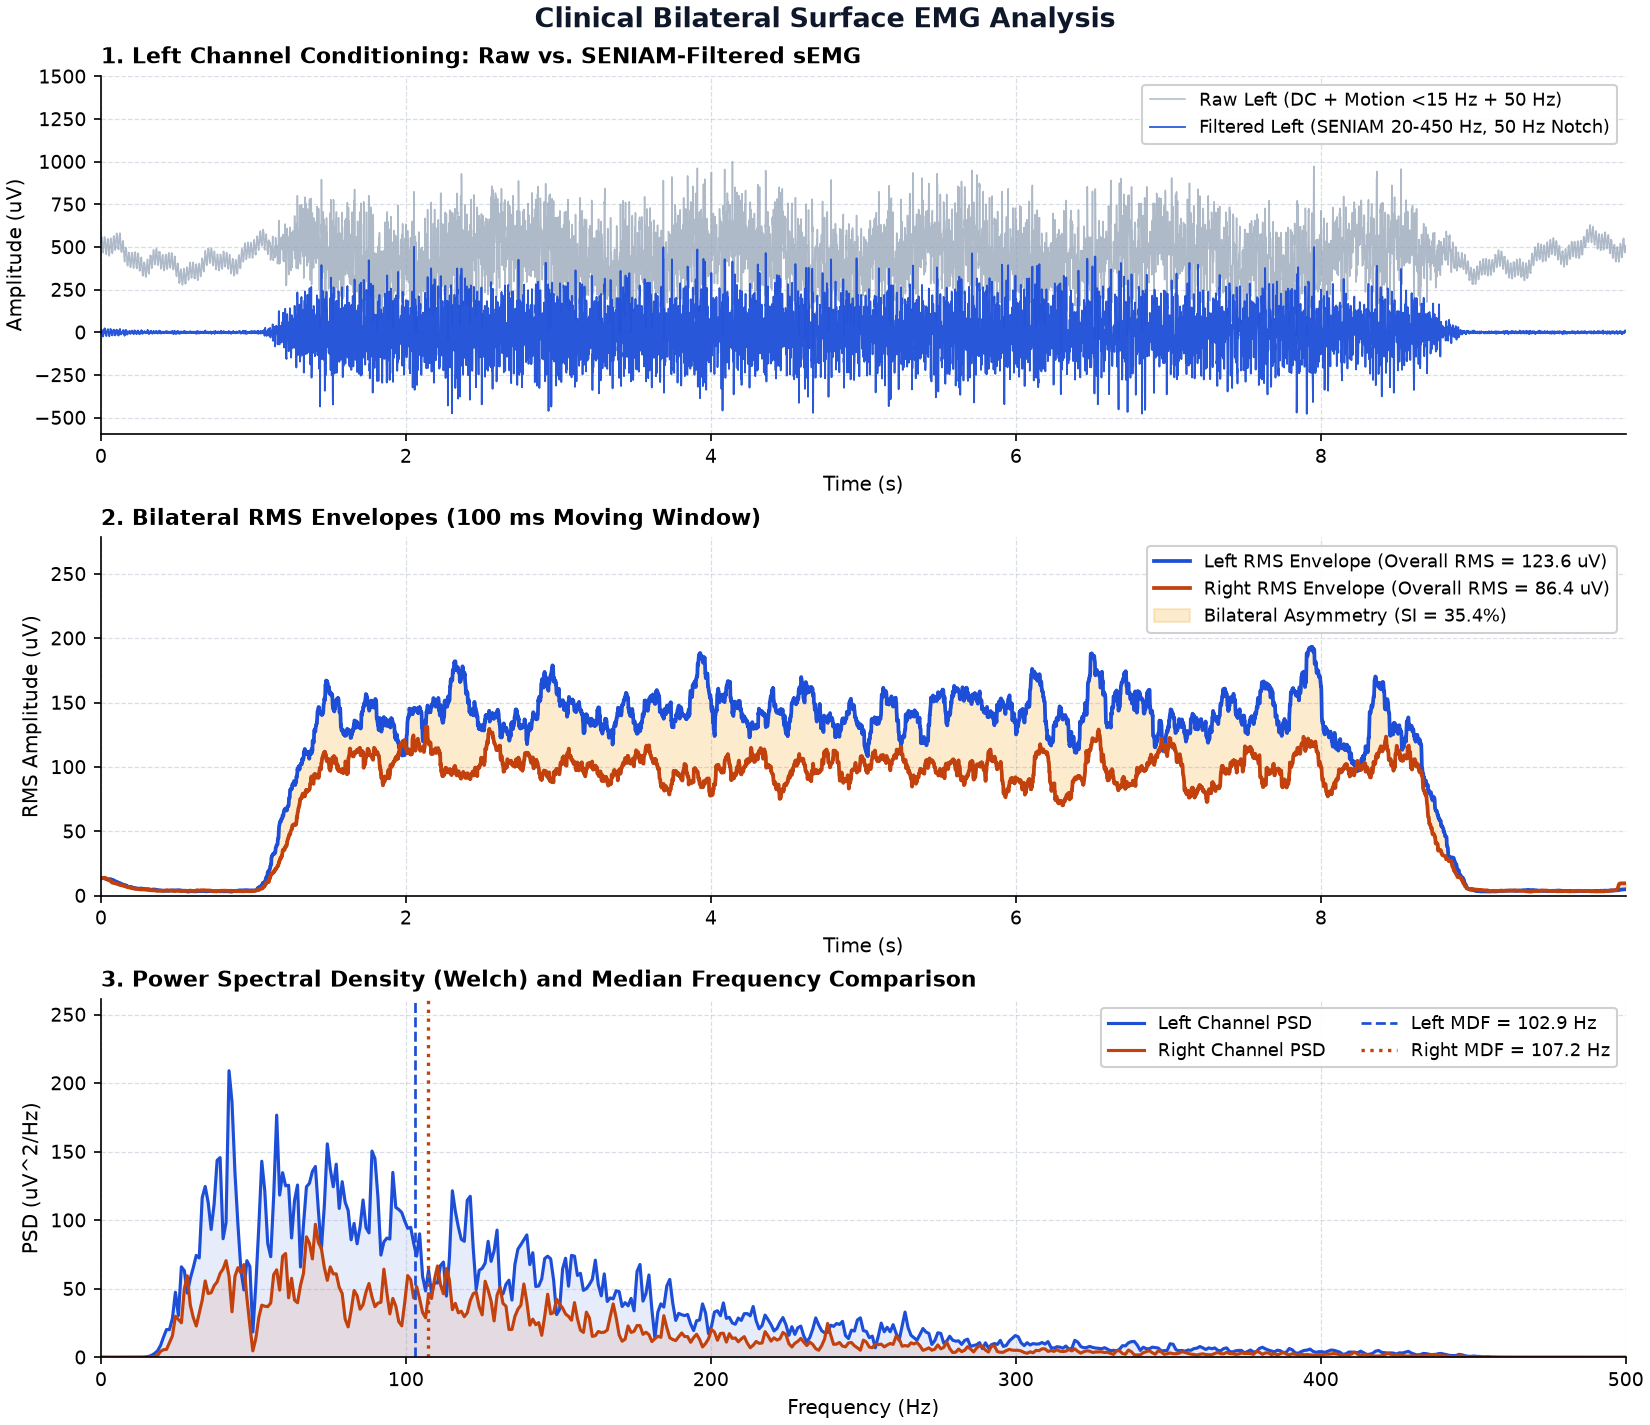 Clinical Bilateral Surface EMG Analysis
1. Left Channel Conditioning: Raw vs. SENIAM-Filtered sEMG
1500
1250
1000
750
500
250
0
−250
−500
Amplitude (uV)
Raw Left (DC + Motion <15 Hz + 50 Hz)
Filtered Left (SENIAM 20-450 Hz, 50 Hz Notch)
0 2 4 6 8
Time (s)
2. Bilateral RMS Envelopes (100 ms Moving Window)
250
200
150
100
50
0
RMS Amplitude (uV)
Left RMS Envelope (Overall RMS = 123.6 uV)
Right RMS Envelope (Overall RMS = 86.4 uV)
Bilateral Asymmetry (SI = 35.4%)
0 2 4 6 8
Time (s)
3. Power Spectral Density (Welch) and Median Frequency Comparison
250
200
150
100
50
0
PSD (uV^2/Hz)
Left Channel PSD Left MDF = 102.9 Hz
Right Channel PSD Right MDF = 107.2 Hz
0 100 200 300 400 500
Frequency (Hz)